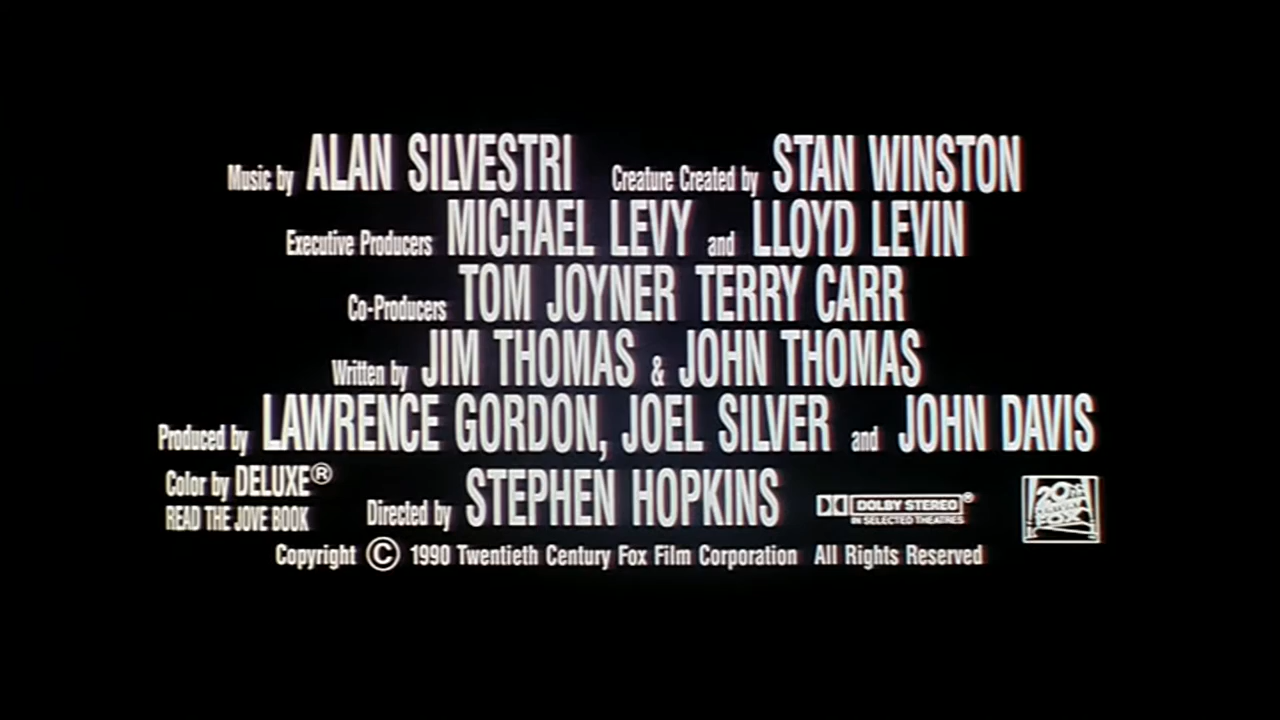 Music by ALAN SILVESTRI Creature Created by STAN WINSTON
Executive Producers MICHAEL LEVY and LLOYD LEVIN
Co-Producers TOM JOYNER TERRY CARR
Written by JIM THOMAS & JOHN THOMAS
Produced by LAWRENCE GORDON, JOEL SILVER and JOHN DAVIS
Color by DELUXE®
READ THE JOVE BOOK
Directed by STEPHEN HOPKINS
DOLBY STEREO®
IN SELECTED THEATRES
20TH
CENTURY
FOX
Copyright © 1990 Twentieth Century Fox Film Corporation All Rights Reserved